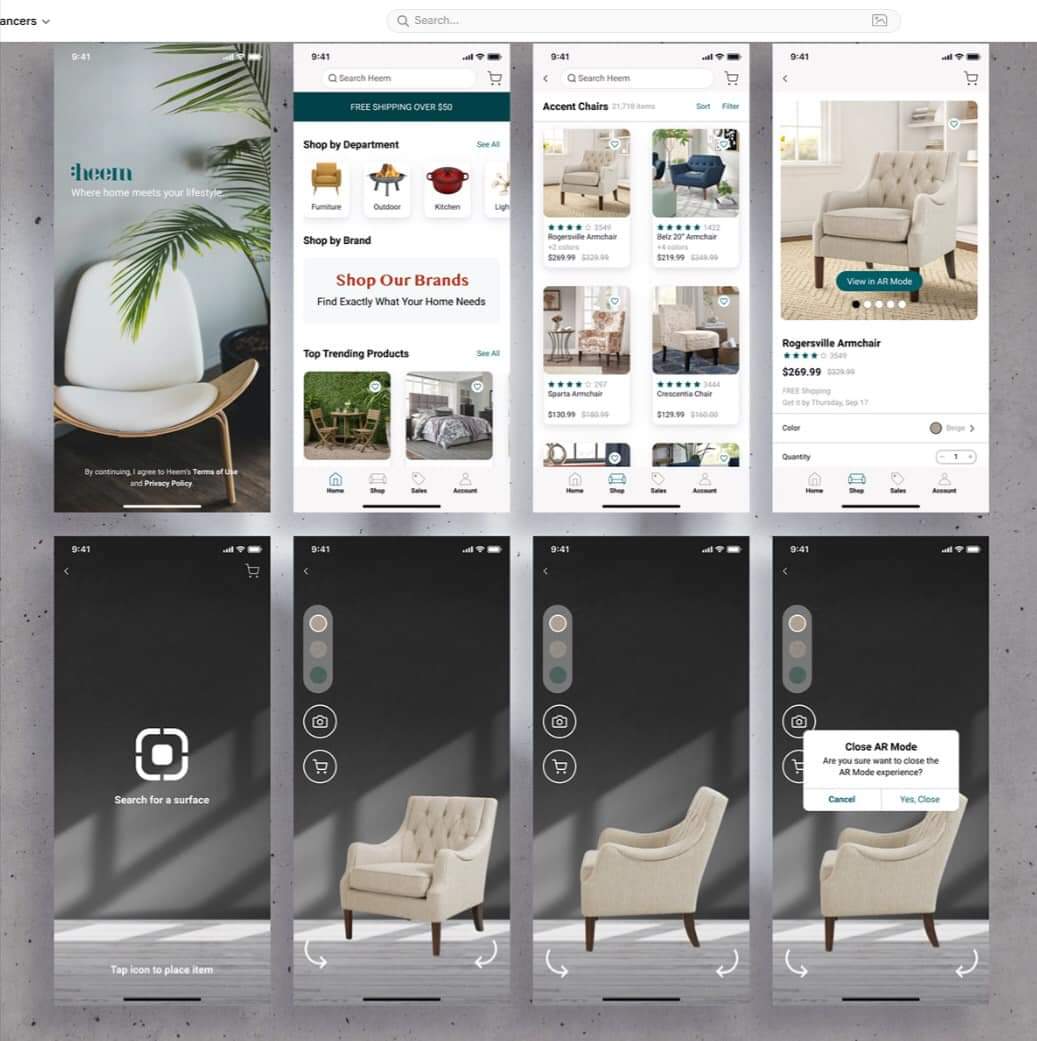 ancers
Search...
9:41
:heem
Where home meets your lifestyle.
By continuing, I agree to Heem's Terms of Use
and Privacy Policy.
9:41
Search Heem
FREE SHIPPING OVER $50
Shop by Department
See All
Furniture
Outdoor
Kitchen
Ligh
Shop by Brand
Shop Our Brands
Find Exactly What Your Home Needs
Top Trending Products
See All
Home
Shop
Sales
Account
9:41
Search Heem
Accent Chairs 21,718 items
Sort
Filter
3549
Rogersville Armchair
+2 colors
$269.99 $329.99
1422
Belz 20" Armchair
+4 colors
$219.99 $349.99
297
Sparta Armchair
$130.99 $180.99
3444
Crescentia Chair
$129.99 $160.00
Home
Shop
Sales
Account
9:41
View in AR Mode
Rogersville Armchair
3549
$269.99 $329.99
FREE Shipping
Get it by Thursday, Sep 17
Color
Beige
Quantity
- 1 +
Home
Shop
Sales
Account
9:41
Search for a surface
Tap icon to place item
9:41
9:41
9:41
Close AR Mode
Are you sure want to close the
AR Mode experience?
Cancel
Yes, Close